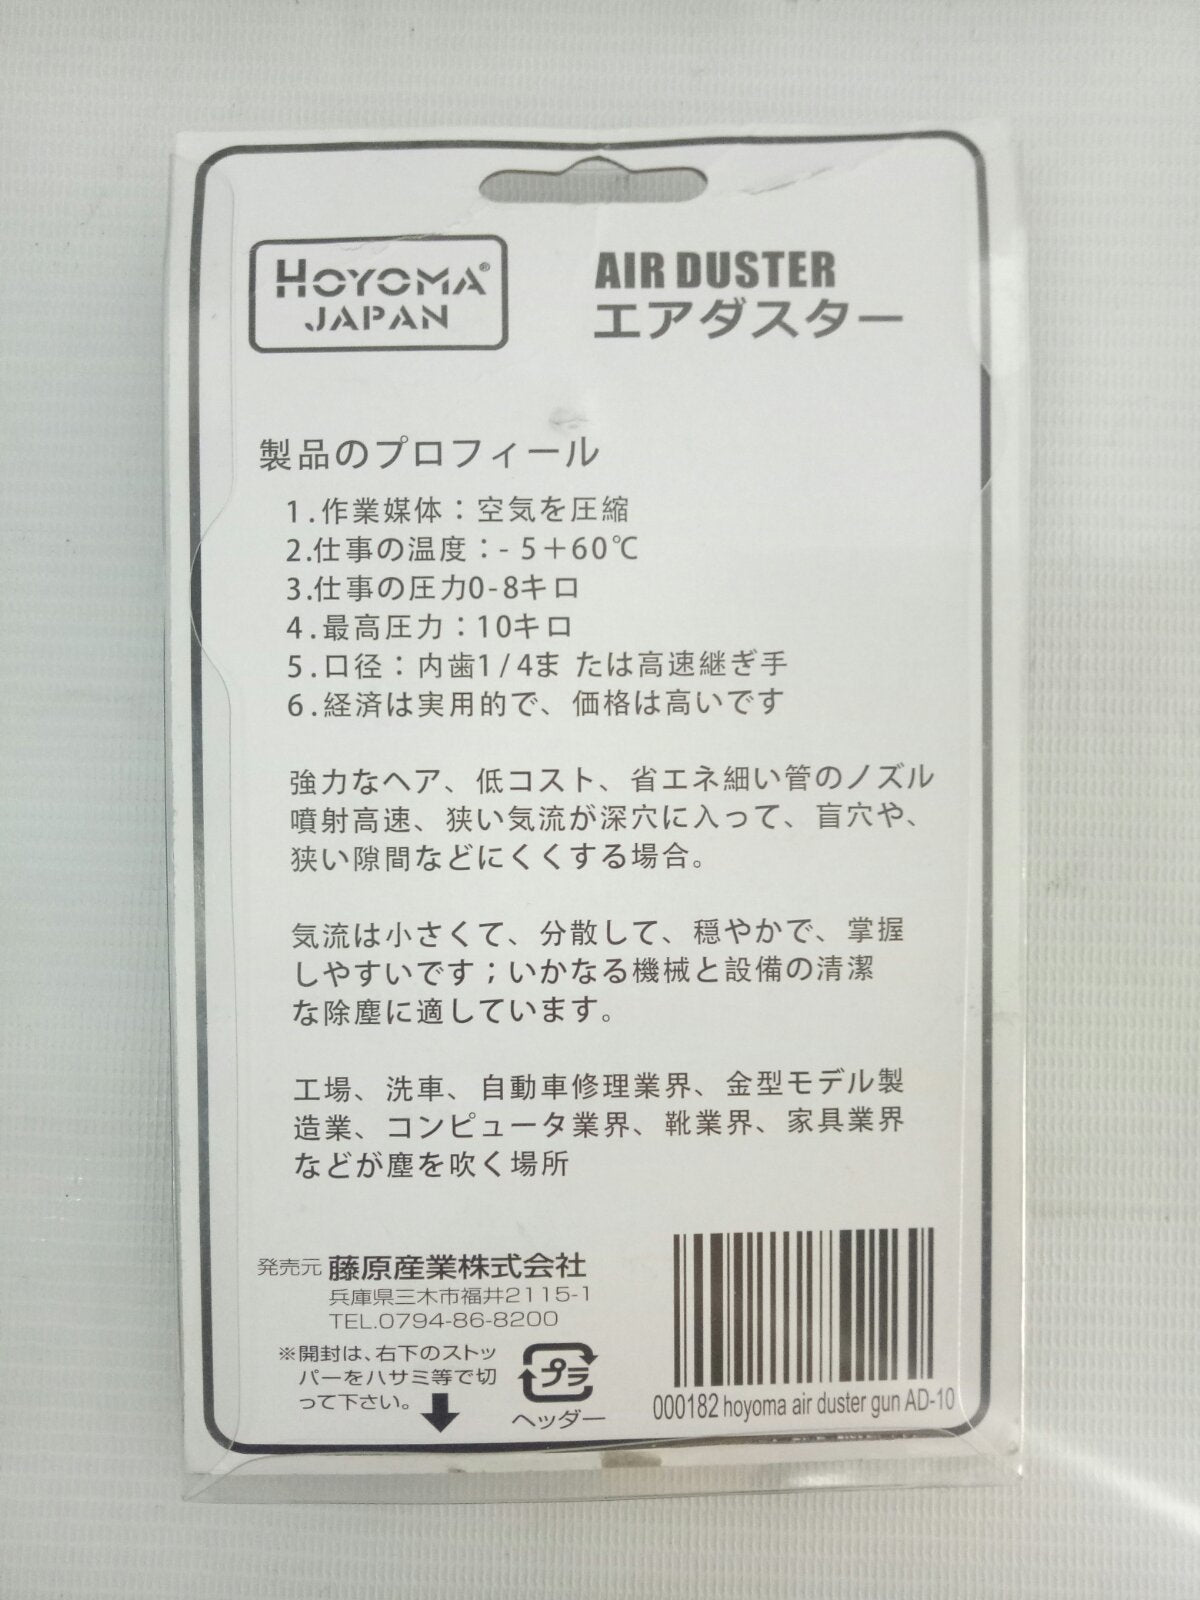 HOYOMA®
JAPAN
AIR DUSTER
エアダスター
製品のプロフィール
1.作業媒体：空気を圧縮
2.仕事の温度：- 5＋60℃
3.仕事の圧力0-8キロ
4.最高圧力：10キロ
5.口径：内歯1/4ま たは高速継ぎ手
6.経済は実用的で、価格は高いです
強力なヘア、低コスト、省エネ細い管のノズル
噴射高速、狭い気流が深穴に入って、盲穴や、
狭い隙間などにくくする場合。
気流は小さくて、分散して、穏やかで、掌握
しやすいです；いかなる機械と設備の清潔
な除塵に適しています。
工場、洗車、自動車修理業界、金型モデル製
造業、コンピュータ業界、靴業界、家具業界
などが塵を吹く場所
発売元 藤原産業株式会社
兵庫県三木市福井2115-1
TEL.0794-86-8200
※開封は、右下のストッ
パーをハサミ等で切
って下さい。
プラ
ヘッダー
000182 hoyoma air duster gun AD-10